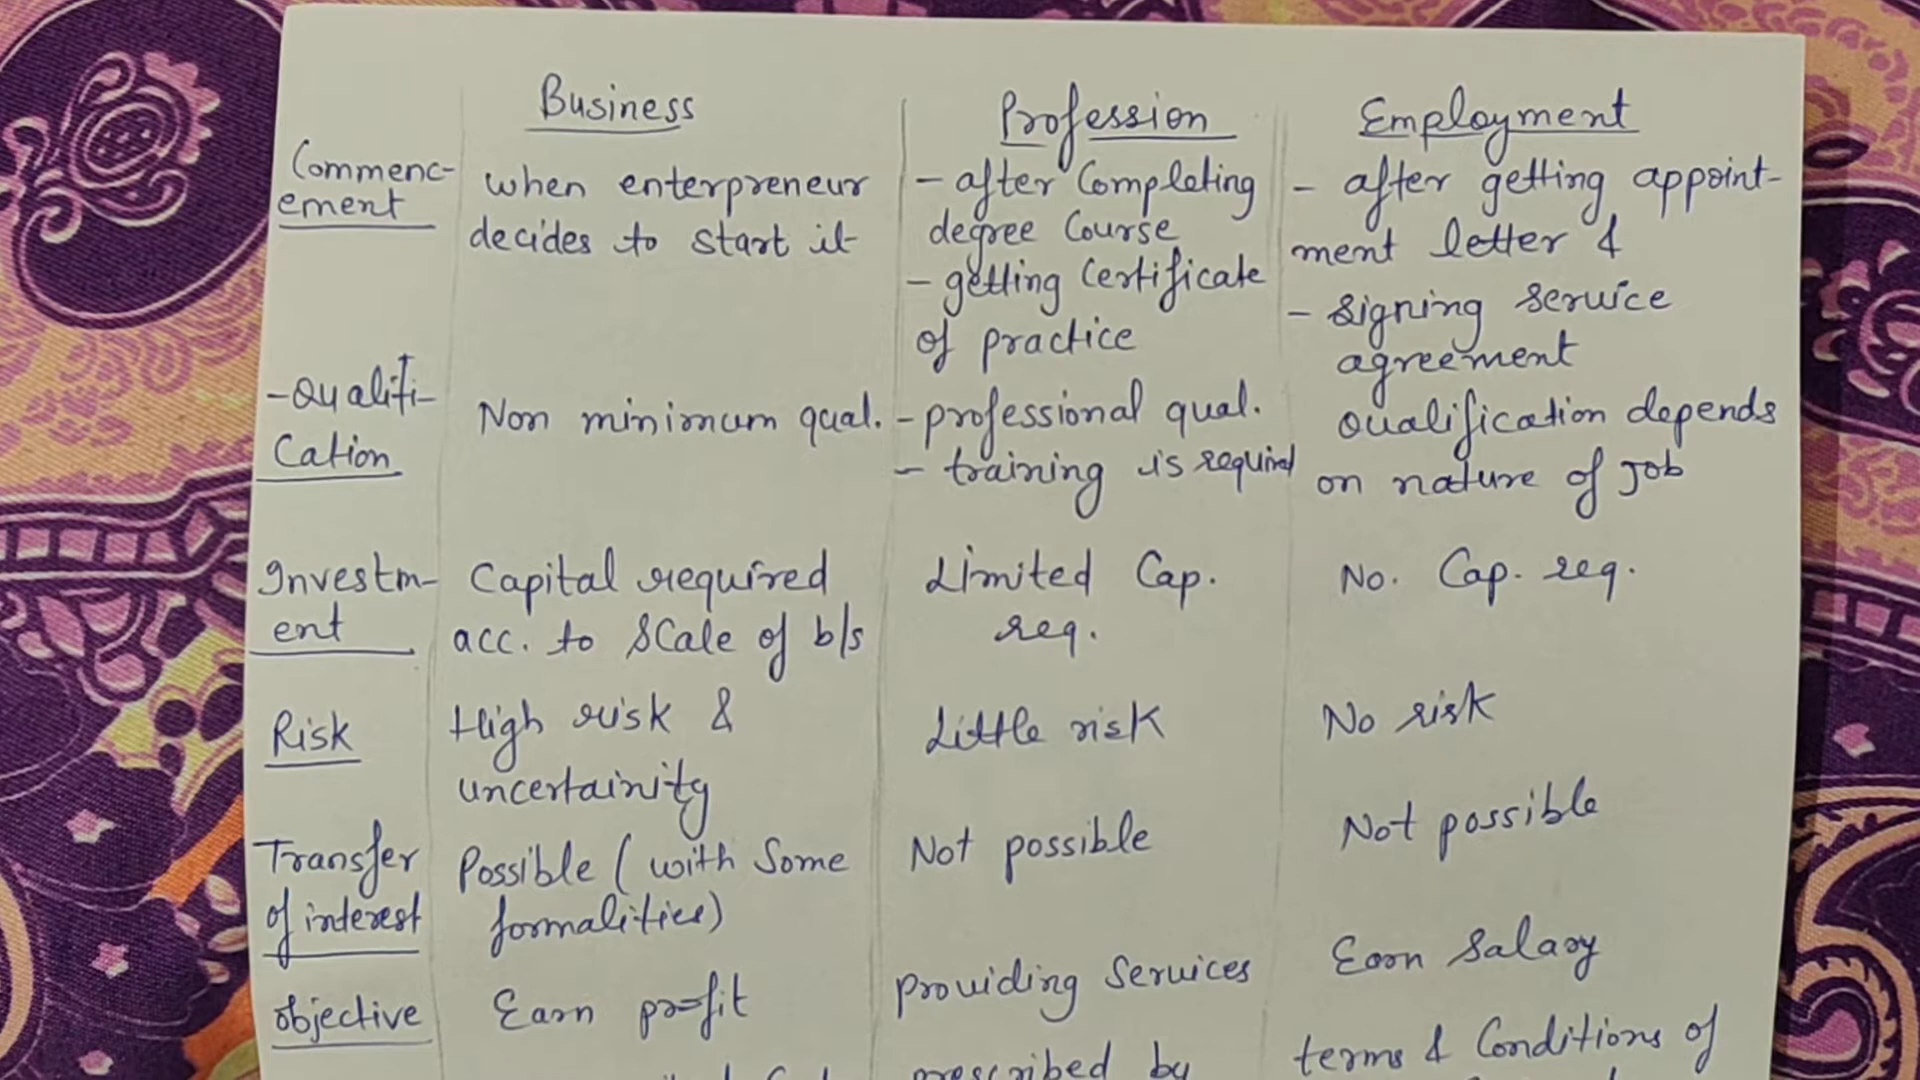 Business
Profession
Employment
Commenc-
ement
when enterpreneur
decides to start it
- after Completing
degree Course
- getting Certificate
of practice
- after getting appoint-
ment letter &
- Signing service
agreement
- Qualifi-
Cation
Non minimum qual.
- professional qual.
- training is required
Qualification depends
on nature of Job
Investm-
ent
Capital required
acc. to Scale of b/s
Limited Cap.
req.
No. Cap. req.
Risk
High risk &
uncertainity
Little risk
No risk
Transfer
of interest
Possible (with Some
formalities)
Not possible
Not possible
objective
Earn profit
Providing Services
Earn Salary
prescribed by
terms & Conditions of